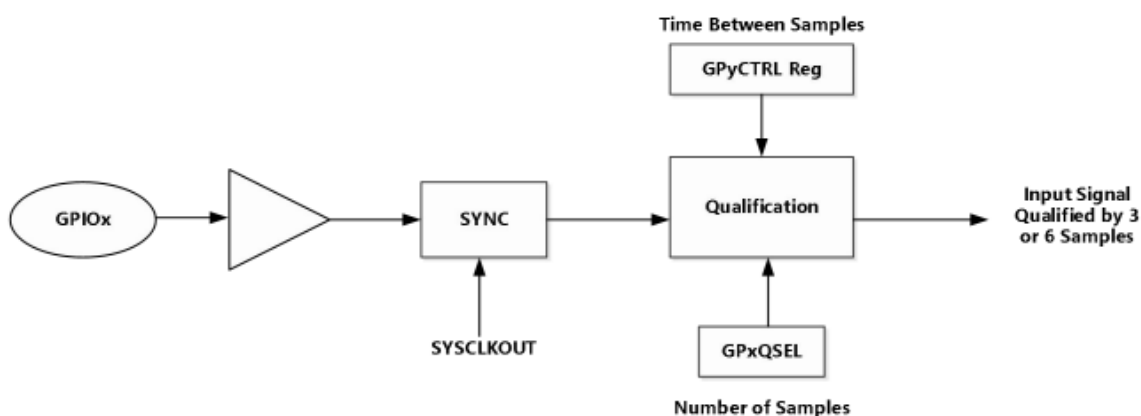 Time Between Samples
GPyCTRL Reg
GPIOx
SYNC
Qualification
Input Signal
Qualified by 3
or 6 Samples
SYSCLKOUT
GPxQSEL
Number of Samples